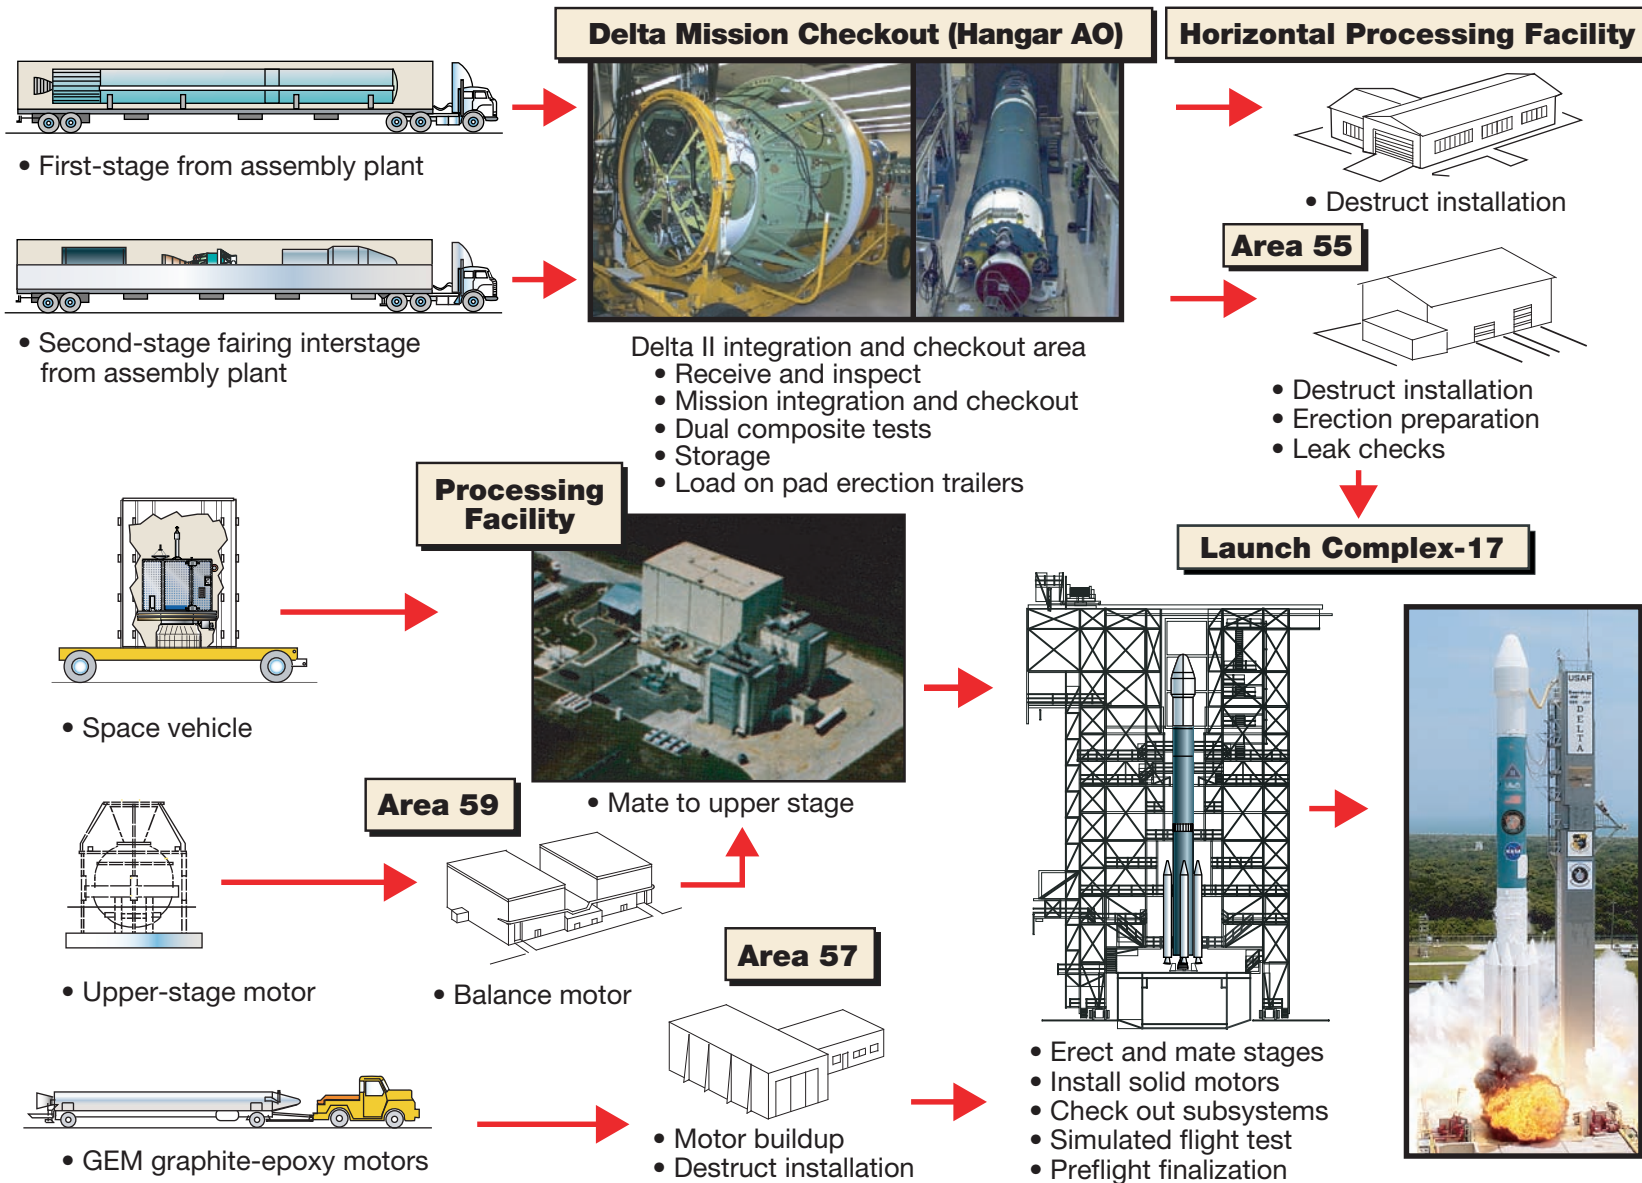 Delta Mission Checkout (Hangar AO)
Horizontal Processing Facility
• First-stage from assembly plant
• Destruct installation
Area 55
• Second-stage fairing interstage
from assembly plant
Delta II integration and checkout area
• Receive and inspect
• Mission integration and checkout
• Dual composite tests
• Storage
• Load on pad erection trailers
• Destruct installation
• Erection preparation
• Leak checks
Processing
Facility
Launch Complex-17
• Space vehicle
• Mate to upper stage
Area 59
• Upper-stage motor
• Balance motor
Area 57
• GEM graphite-epoxy motors
• Motor buildup
• Destruct installation
• Erect and mate stages
• Install solid motors
• Check out subsystems
• Simulated flight test
• Preflight finalization
USAF
DELTA
NASA